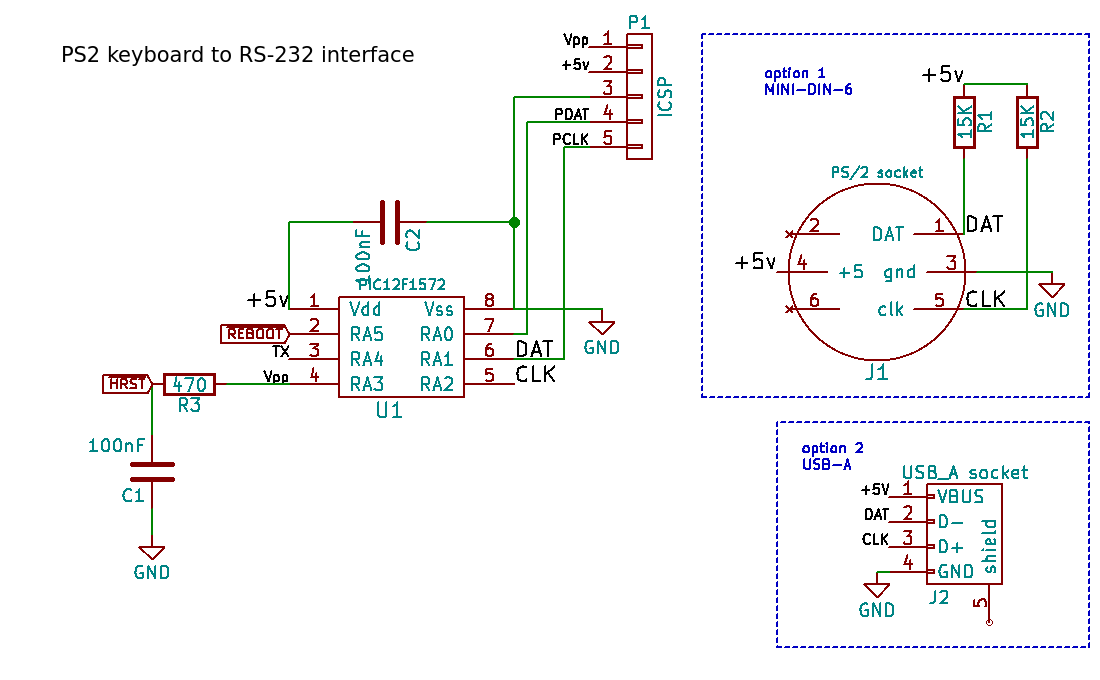 PS2 keyboard to RS-232 interface
P1
Vpp 1
+5v 2
3
PDAT 4
PCLK 5
ICSP
100nF
C2
PIC12F1572
+5v 1 Vdd Vss 8
REBOOT 2 RA5 RA0 7
TX 3 RA4 RA1 6 DAT
Vpp 4 RA3 RA2 5 CLK
U1
GND
HRST 470
R3
100nF
C1
GND
option 1
MINI-DIN-6
+5v
15K R1
15K R2
PS/2 socket
2 DAT 1 DAT
+5v 4 +5 gnd 3
6 clk 5 CLK
GND
J1
option 2
USB-A
USB_A socket
+5V 1 VBUS
DAT 2 D-
CLK 3 D+
4 GND
shield
J2
5
GND